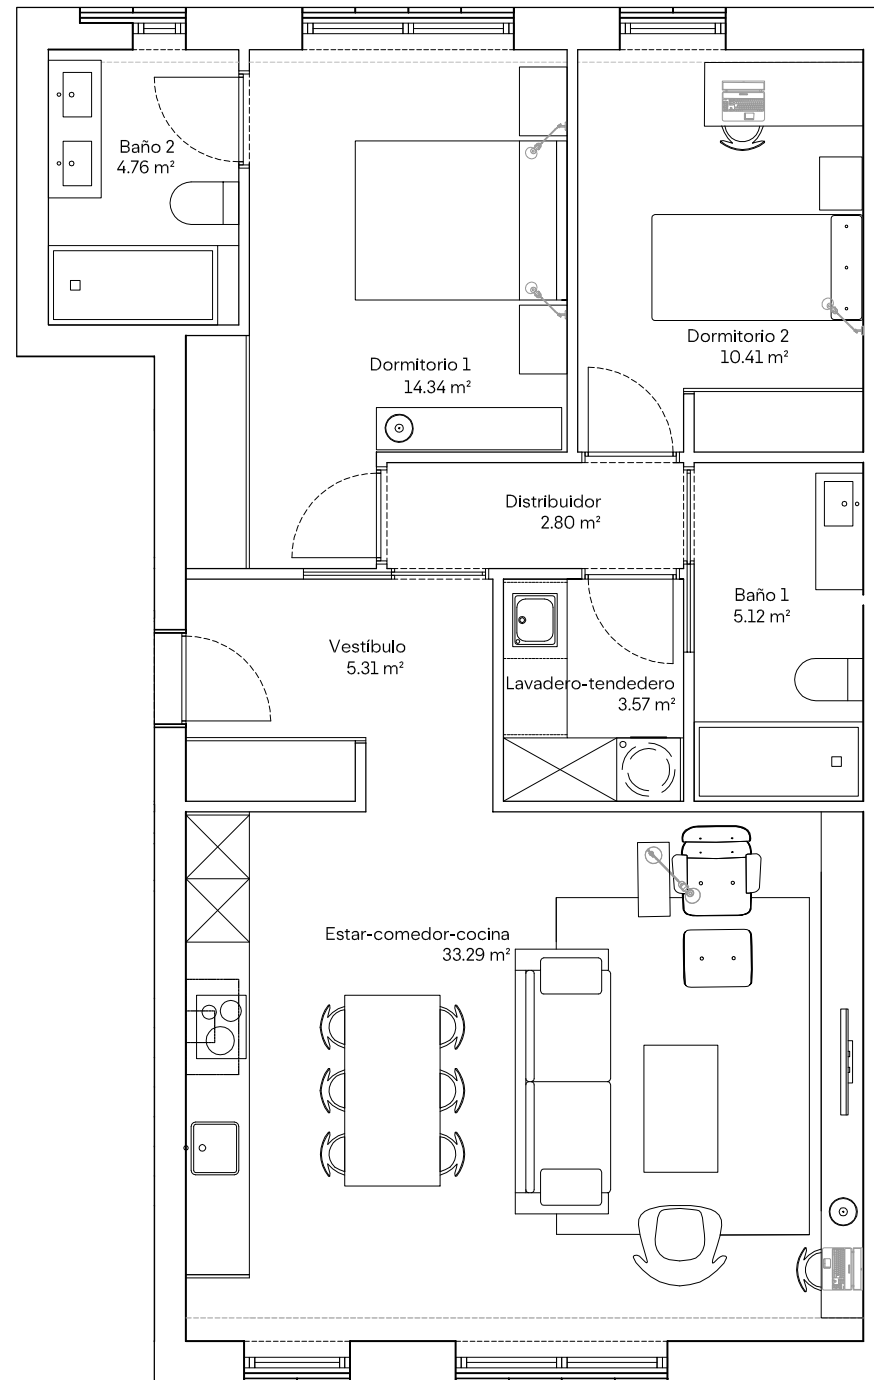 Baño 2
4.76 m²
Dormitorio 2
10.41 m²
Dormitorio 1
14.34 m²
Distribuidor
2.80 m²
Baño 1
5.12 m²
Vestíbulo
5.31 m²
Lavadero-tendedero
3.57 m²
Estar-comedor-cocina
33.29 m²